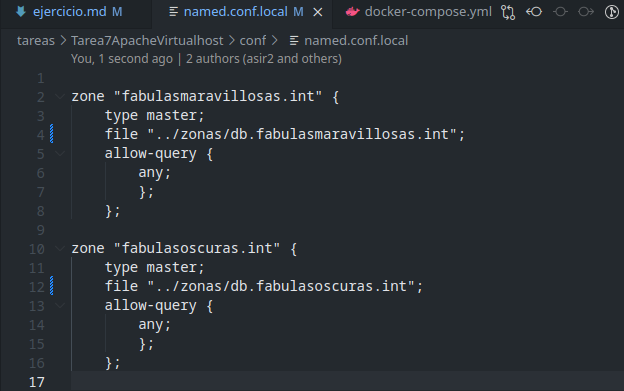 ejercicio.md M named.conf.local M docker-compose.yml
tareas > Tarea7ApacheVirtualhost > conf > named.conf.local
You, 1 second ago | 2 authors (asir2 and others)
1
2 zone "fabulasmaravillosas.int" {
3 type master;
4 file "../zonas/db.fabulasmaravillosas.int";
5 allow-query {
6 any;
7 };
8 };
9
10 zone "fabulasoscuras.int" {
11 type master;
12 file "../zonas/db.fabulasoscuras.int";
13 allow-query {
14 any;
15 };
16 };
17